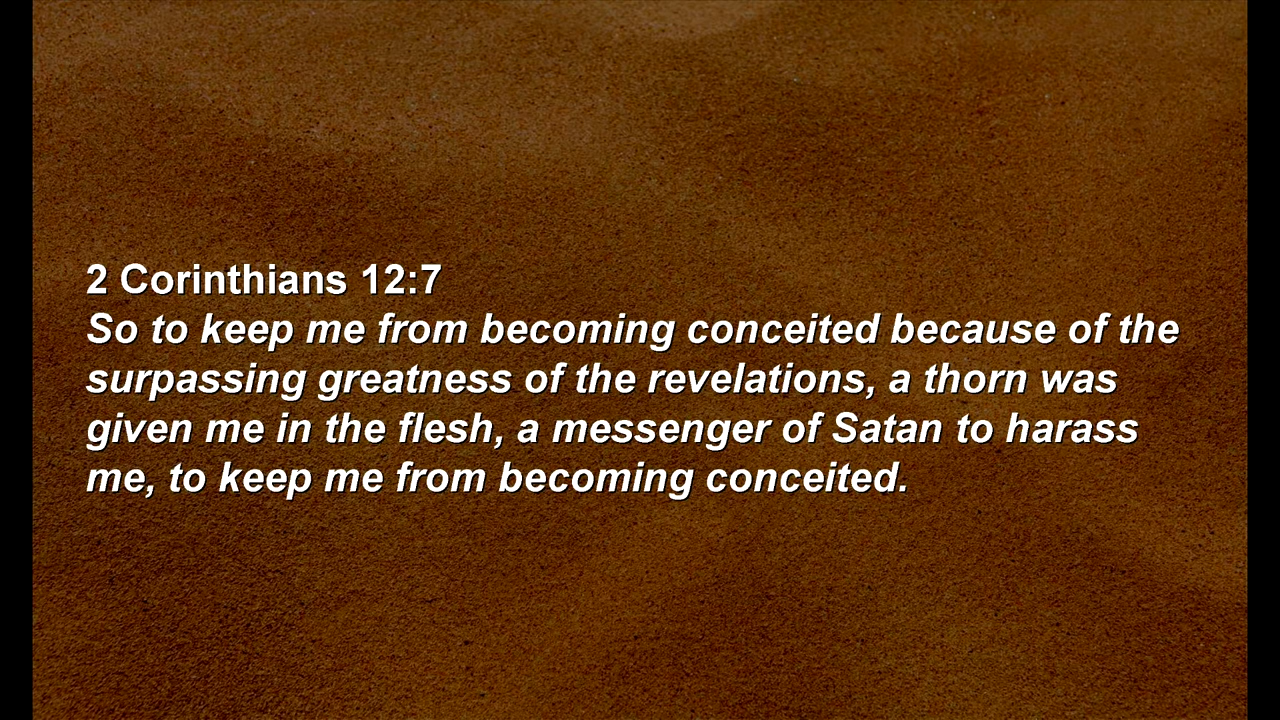 2 Corinthians 12:7
So to keep me from becoming conceited because of the
surpassing greatness of the revelations, a thorn was
given me in the flesh, a messenger of Satan to harass
me, to keep me from becoming conceited.